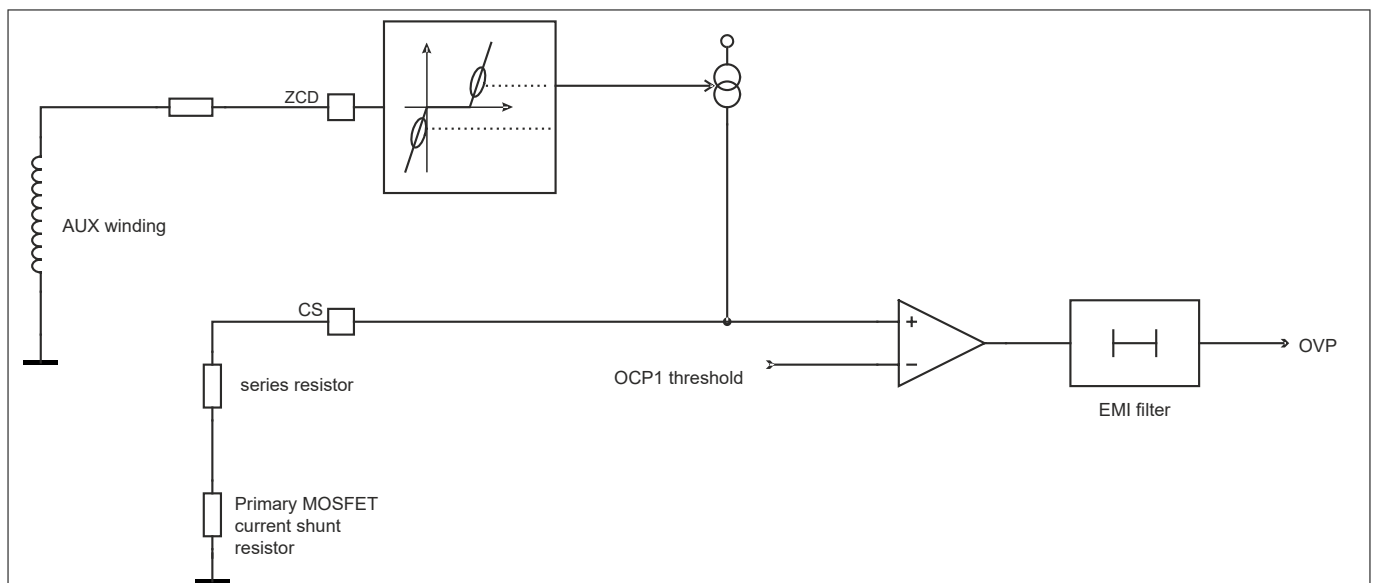 ZCD
AUX winding
CS
+
−
OCP1 threshold
OVP
series resistor
EMI filter
Primary MOSFET
current shunt
resistor